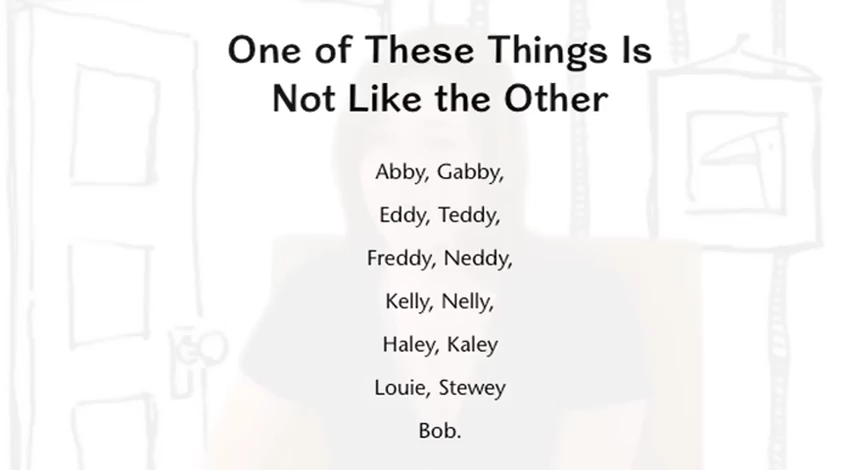 One of These Things Is
Not Like the Other
Abby, Gabby,
Eddy, Teddy,
Freddy, Neddy,
Kelly, Nelly,
Haley, Kaley
Louie, Stewey
Bob.